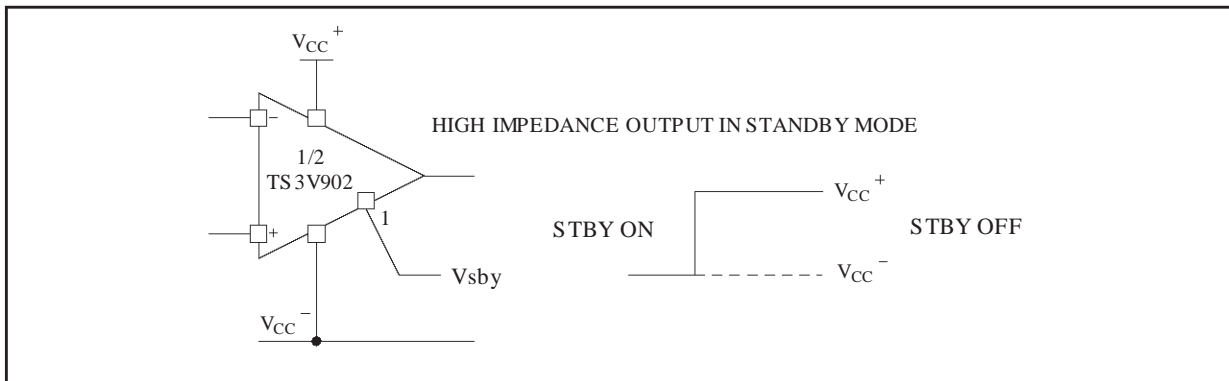 VCC +
−
HIGH IMPEDANCE OUTPUT IN STANDBY MODE
1/2
TS3V902
1
+
Vsby
VCC −
STBY ON
VCC +
STBY OFF
VCC −